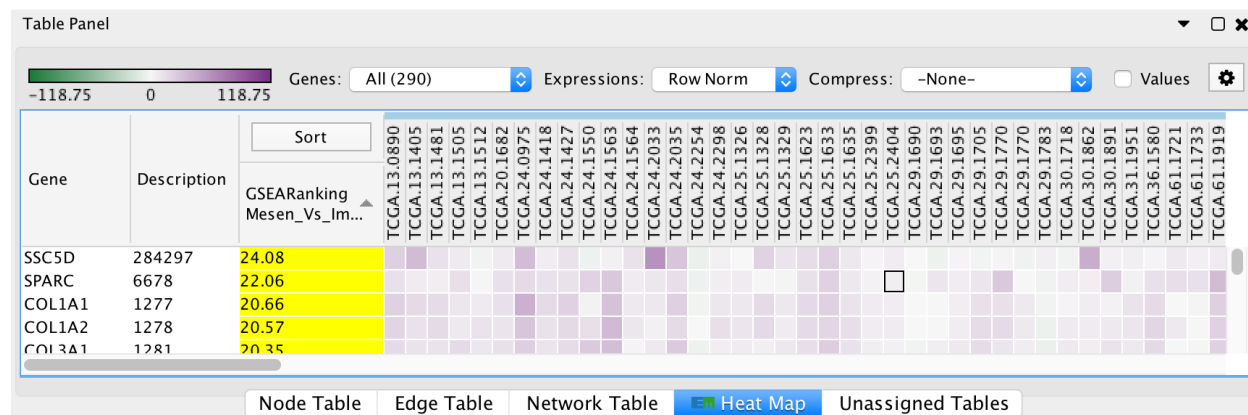 Table Panel
-118.75 0 118.75
Genes: All (290) Expressions: Row Norm Compress: -None- Values
Gene Description Sort
GSEARanking
Mesen_Vs_Im...
TCGA.13.0890
TCGA.13.1405
TCGA.13.1481
TCGA.13.1505
TCGA.13.1512
TCGA.20.1682
TCGA.24.0975
TCGA.24.1418
TCGA.24.1427
TCGA.24.1550
TCGA.24.1563
TCGA.24.1564
TCGA.24.2033
TCGA.24.2035
TCGA.24.2254
TCGA.24.2298
TCGA.25.1326
TCGA.25.1328
TCGA.25.1329
TCGA.25.1623
TCGA.25.1633
TCGA.25.1635
TCGA.25.2399
TCGA.25.2404
TCGA.29.1690
TCGA.29.1693
TCGA.29.1695
TCGA.29.1705
TCGA.29.1770
TCGA.29.1770
TCGA.29.1783
TCGA.30.1718
TCGA.30.1862
TCGA.30.1891
TCGA.31.1951
TCGA.36.1580
TCGA.61.1721
TCGA.61.1733
TCGA.61.1919
SSC5D 284297 24.08
SPARC 6678 22.06
COL1A1 1277 20.66
COL1A2 1278 20.57
COL3A1 1281 20.35
Node Table Edge Table Network Table EM Heat Map Unassigned Tables